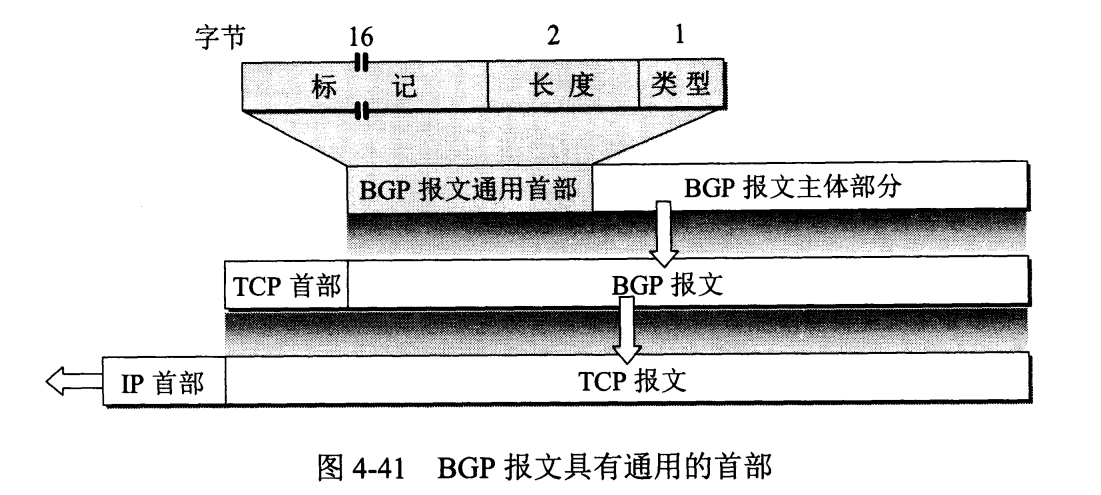 字节 16 2 1
标 记 长 度 类 型
BGP 报文通用首部 BGP 报文主体部分
TCP 首部 BGP 报文
IP 首部 TCP 报文
图 4-41 BGP 报文具有通用的首部